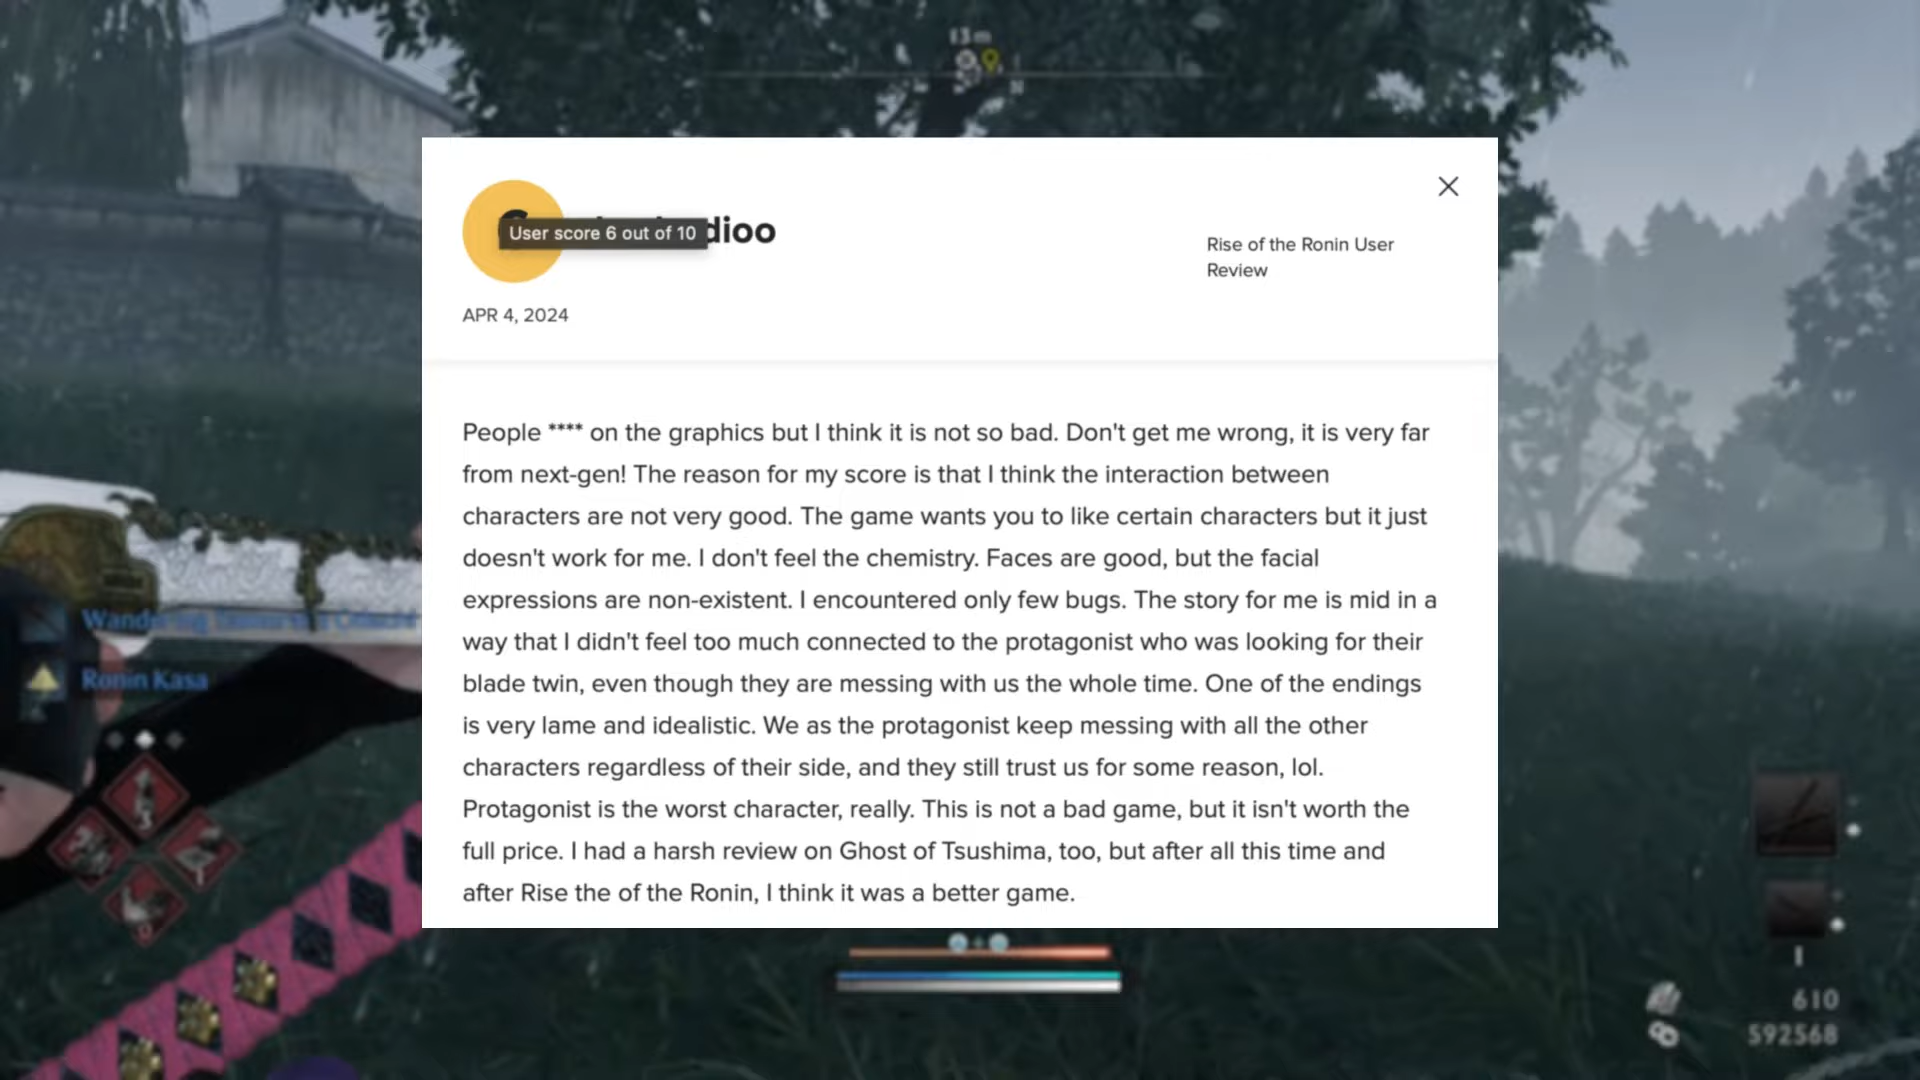 13m
User score 6 out of 10
dioo
Rise of the Ronin User
Review
APR 4, 2024
People **** on the graphics but I think it is not so bad. Don't get me wrong, it is very far
from next-gen! The reason for my score is that I think the interaction between
characters are not very good. The game wants you to like certain characters but it just
doesn't work for me. I don't feel the chemistry. Faces are good, but the facial
expressions are non-existent. I encountered only few bugs. The story for me is mid in a
way that I didn't feel too much connected to the protagonist who was looking for their
blade twin, even though they are messing with us the whole time. One of the endings
is very lame and idealistic. We as the protagonist keep messing with all the other
characters regardless of their side, and they still trust us for some reason, lol.
Protagonist is the worst character, really. This is not a bad game, but it isn't worth the
full price. I had a harsh review on Ghost of Tsushima, too, but after all this time and
after Rise the of the Ronin, I think it was a better game.
Wandering
Ronin Kasa
610
592568